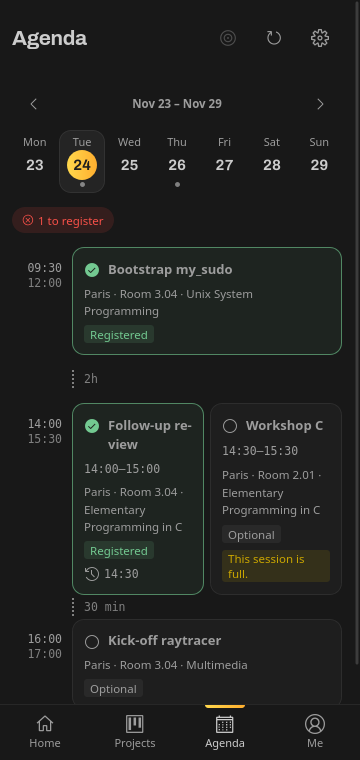 Agenda
Nov 23 – Nov 29
Mon Tue Wed Thu Fri Sat Sun
23 24 25 26 27 28 29
1 to register
09:30
12:00
Bootstrap my_sudo
Paris · Room 3.04 · Unix System
Programming
Registered
2h
14:00
15:30
Follow-up re-
view
14:00–15:00
Paris · Room 3.04 ·
Elementary
Programming in C
Registered
14:30
Workshop C
14:30–15:30
Paris · Room 2.01 ·
Elementary
Programming in C
Optional
This session is
full.
30 min
16:00
17:00
Kick-off raytracer
Paris · Room 3.04 · Multimedia
Optional
Home Projects Agenda Me